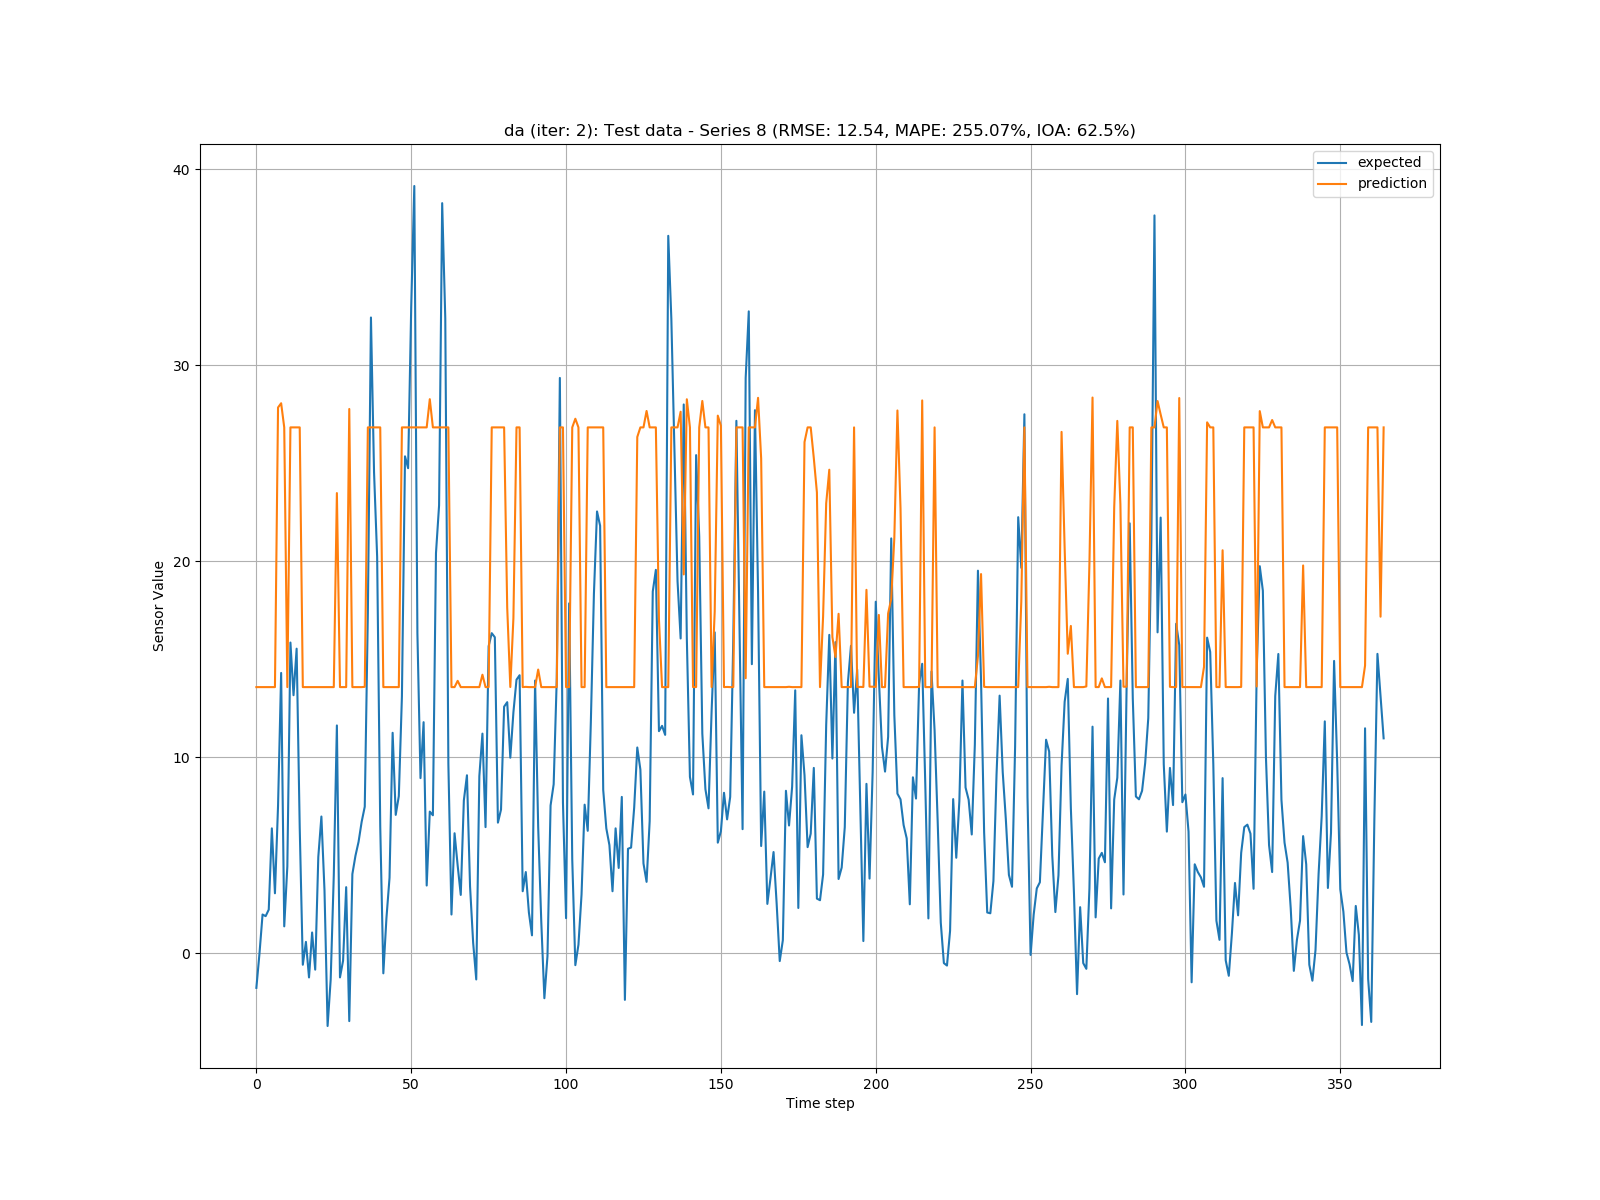 da (iter: 2): Test data - Series 8 (RMSE: 12.54, MAPE: 255.07%, IOA: 62.5%)
expected
prediction
40
30
20
10
0
Sensor Value
0 50 100 150 200 250 300 350
Time step